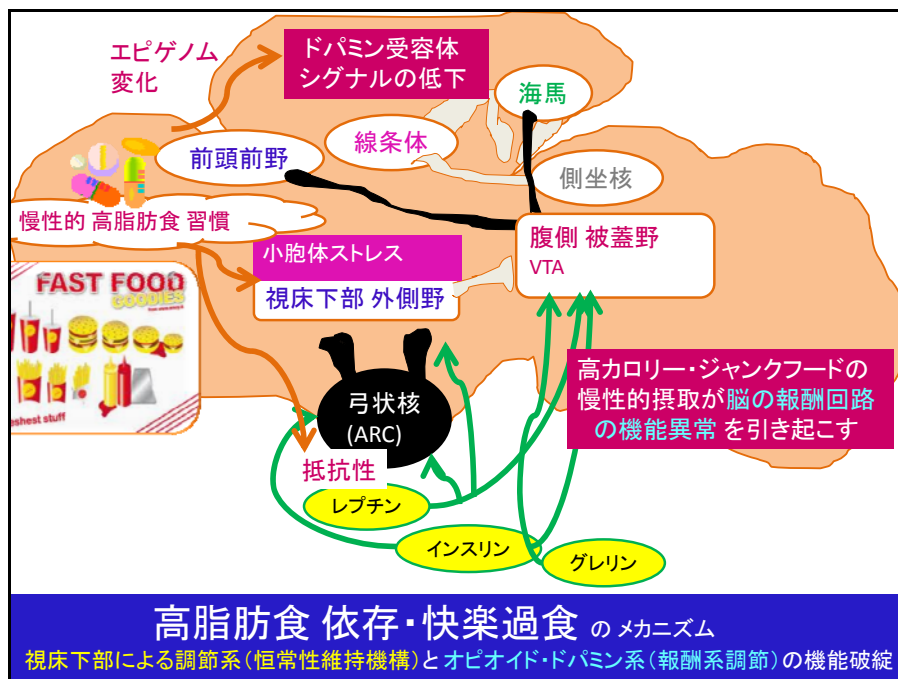 エピゲノム
変化
ドパミン受容体
シグナルの低下
海馬
線条体
前頭前野
側坐核
慢性的 高脂肪食 習慣
小胞体ストレス
視床下部 外側野
腹側 被蓋野
VTA
FAST FOOD
GOODIES
eshest stuff
高カロリー・ジャンクフードの
慢性的摂取が脳の報酬回路
の機能異常 を引き起こす
弓状核
(ARC)
抵抗性
レプチン
インスリン
グレリン
高脂肪食 依存・快楽過食 の メカニズム
視床下部による調節系(恒常性維持機構)とオピオイド・ドパミン系(報酬系調節)の機能破綻